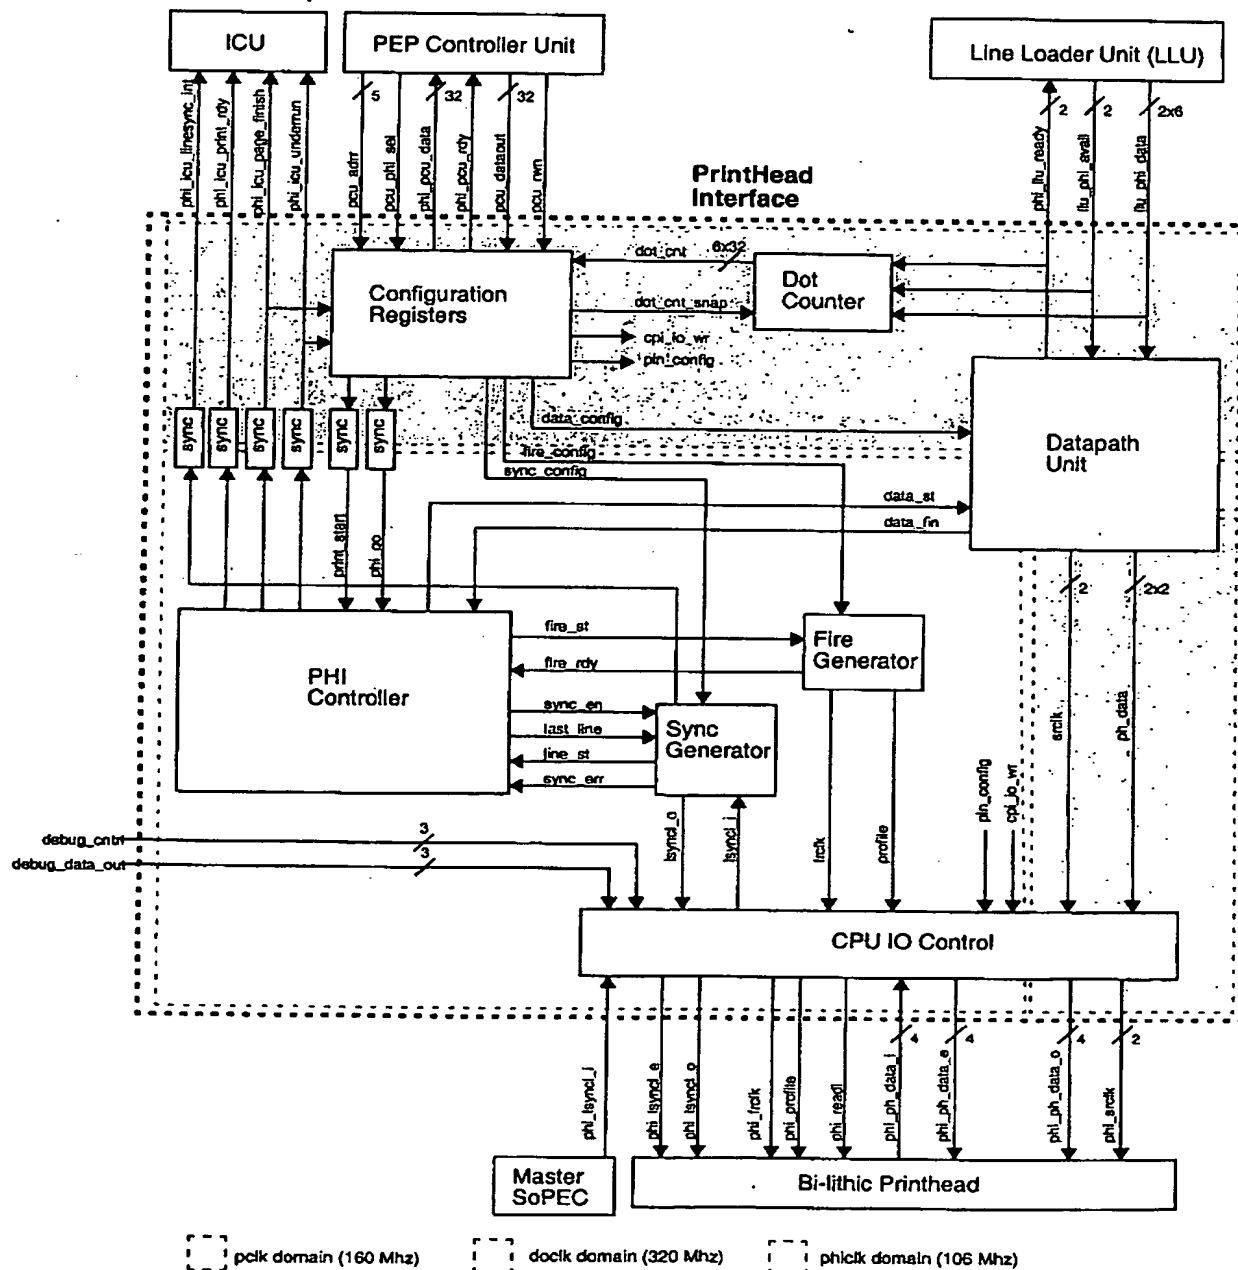 ICU
PEP Controller Unit
Line Loader Unit (LLU)
phi_icu_linesync_int
phi_icu_print_rdy
phi_icu_page_finish
phi_icu_underrun
5
pcu_adrr
pcu_phi_sel
32
phi_pcu_data
phi_pcu_rdy
32
pcu_dataout
pcu_rwn
2
phi_llu_ready
2
llu_phi_avail
2x6
llu_phi_data
PrintHead
Interface
Configuration
Registers
dot_cnt
6x32
Dot
Counter
dot_cnt_snap
cpi_io_wr
pin_config
sync
sync
sync
sync
sync
sync
data_config
fire_config
sync_config
Datapath
Unit
data_st
data_fin
print_start
phi_go
PHI
Controller
fire_st
fire_rdy
Fire
Generator
sync_en
last_line
line_st
sync_err
Sync
Generator
2
srclk
2x2
ph_data
debug_cntrl
3
debug_data_out
3
lsyncl_o
lsyncl_i
frclk
profile
pin_config
cpi_io_wr
CPU IO Control
phi_lsyncl_i
phi_lsyncl_e
phi_lsyncl_o
phi_frclk
phi_profile
phi_readl
4
phi_ph_data_i
4
phi_ph_data_e
4
phi_ph_data_o
2
phi_srclk
Master
SoPEC
Bi-lithic Printhead
pclk domain (160 Mhz)
doclk domain (320 Mhz)
phiclk domain (106 Mhz)